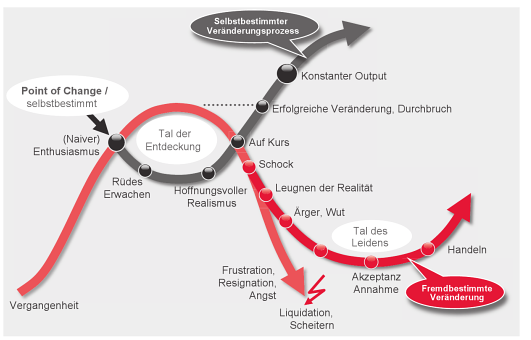 Selbstbestimmter
Veränderungsprozess
Konstanter Output
Point of Change /
selbstbestimmt
Erfolgreiche Veränderung, Durchbruch
(Naiver)
Enthusiasmus
Tal der
Entdeckung
Auf Kurs
Schock
Rüdes
Erwachen
Hoffnungsvoller
Realismus
Leugnen der Realität
Ärger, Wut
Tal des
Leidens
Handeln
Frustration,
Resignation,
Angst
Akzeptanz
Annahme
Fremdbestimmte
Veränderung
Vergangenheit
Liquidation,
Scheitern